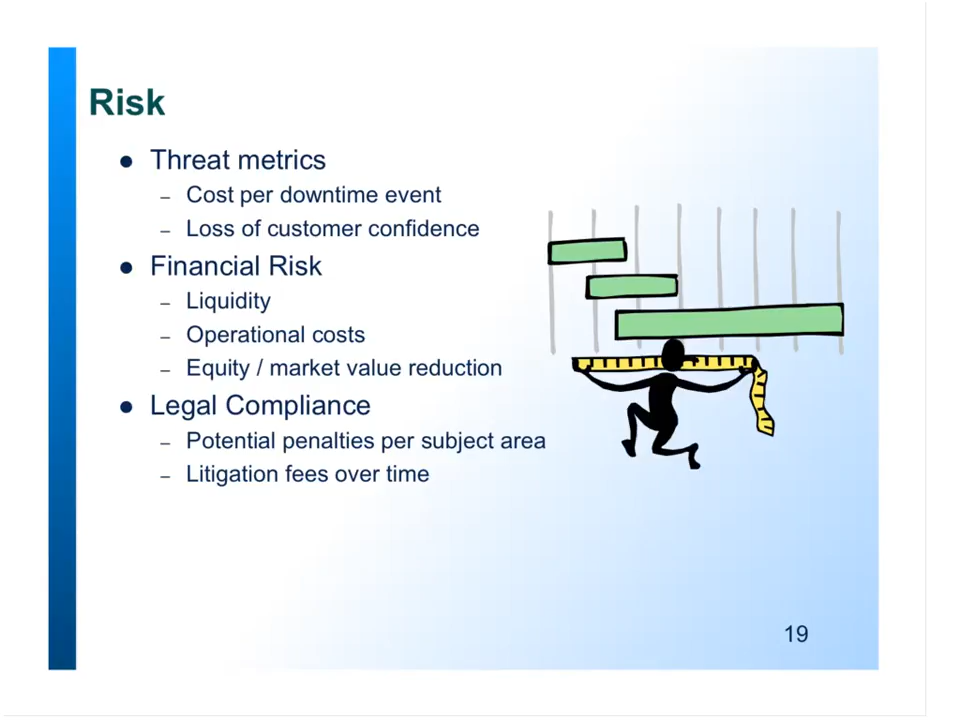 Risk
● Threat metrics
– Cost per downtime event
– Loss of customer confidence
● Financial Risk
– Liquidity
– Operational costs
– Equity / market value reduction
● Legal Compliance
– Potential penalties per subject area
– Litigation fees over time
19